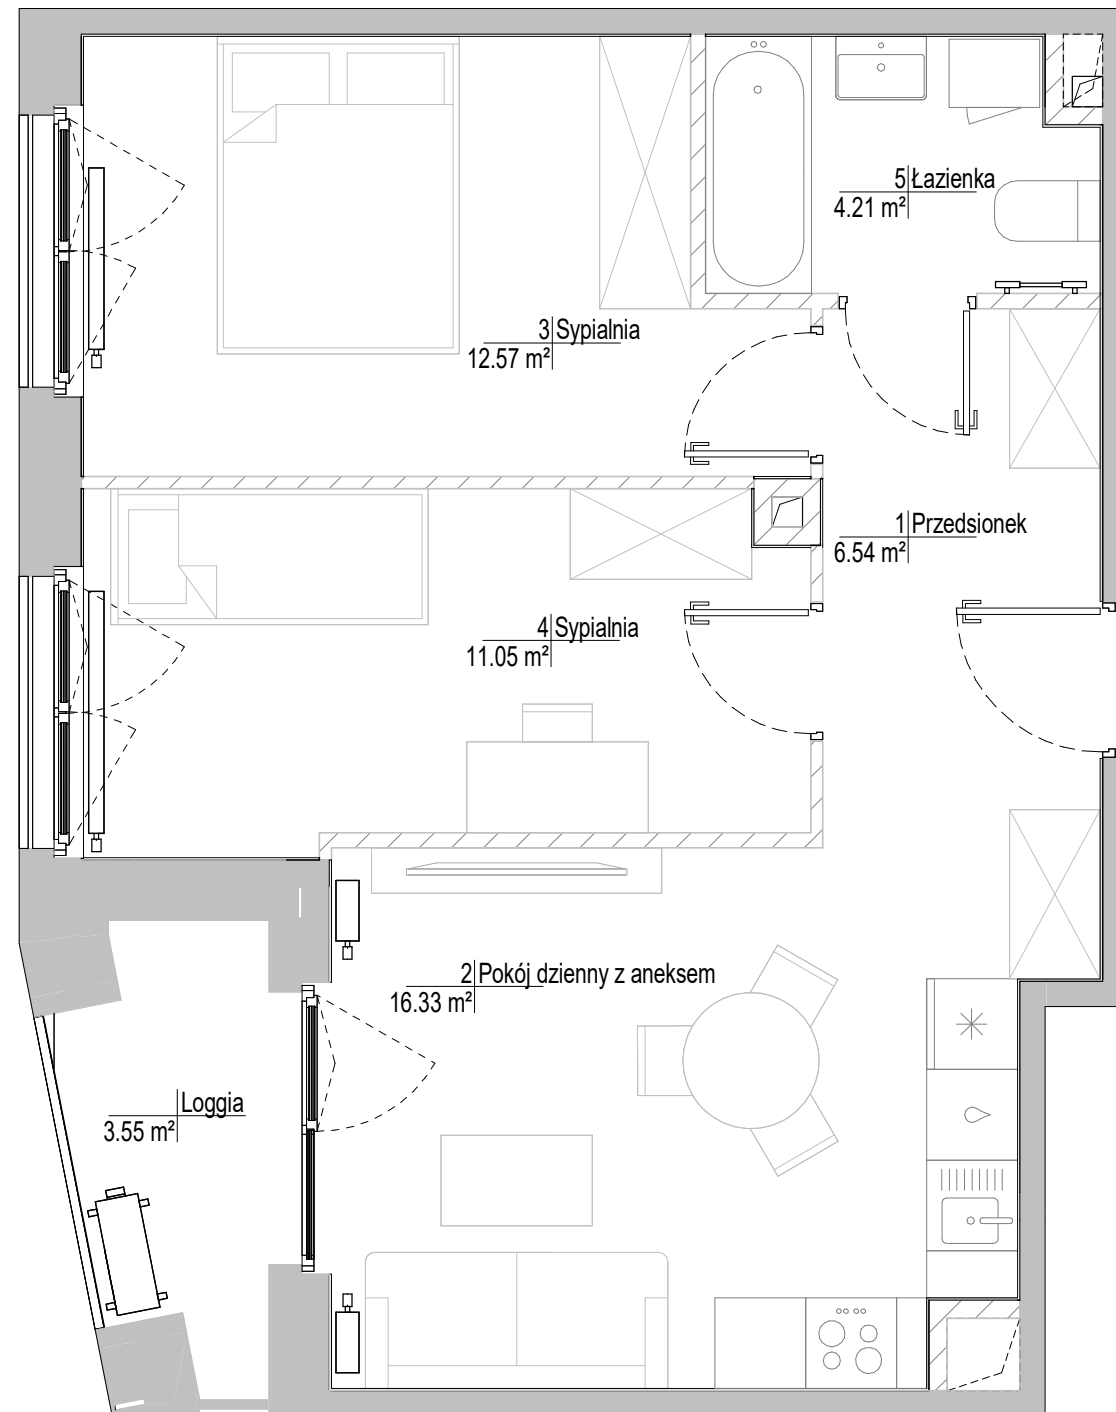 5 Łazienka
4.21 m²
3 Sypialnia
12.57 m²
1 Przedsionek
6.54 m²
4 Sypialnia
11.05 m²
2 Pokój dzienny z aneksem
16.33 m²
Loggia
3.55 m²